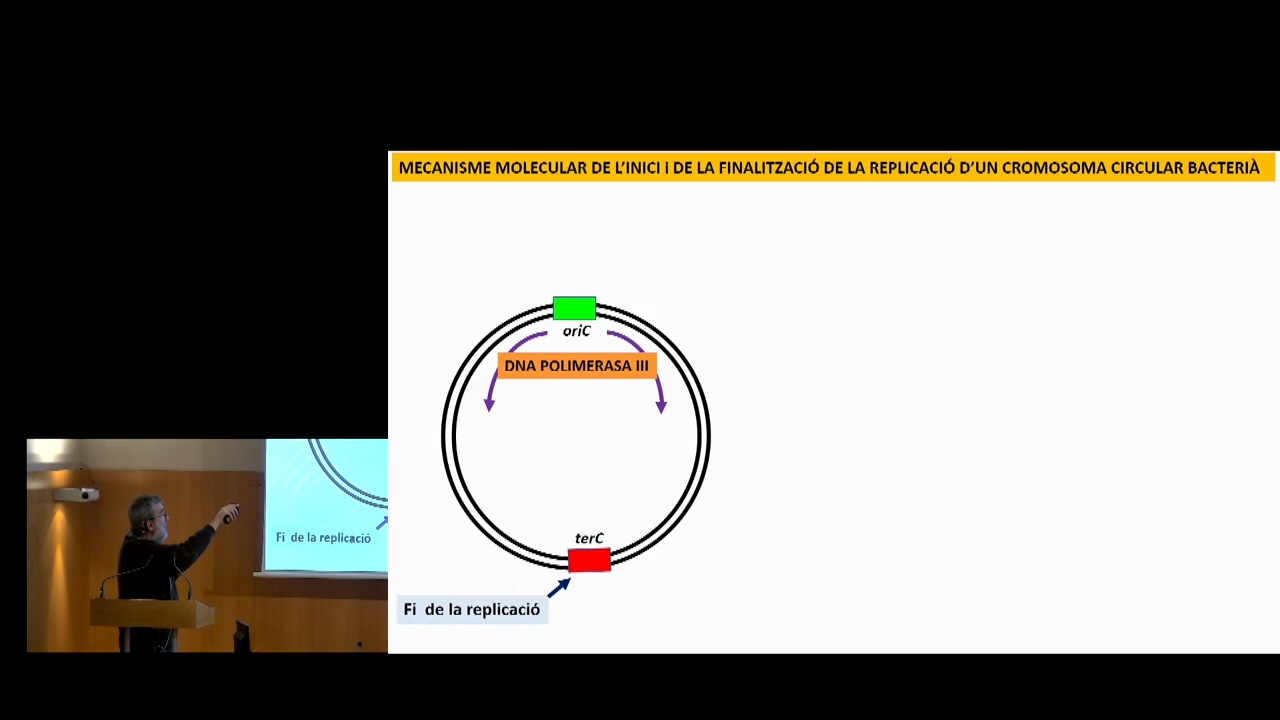 MECANISME MOLECULAR DE L'INICI i DE LA FINALITZACIÓ DE LA REPLICACIÓ D'UN CROMOSOMA CIRCULAR BACTERIÀ
oriC
DNA POLIMERASA III
terC
Fi de la replicació
Fi de la replicació